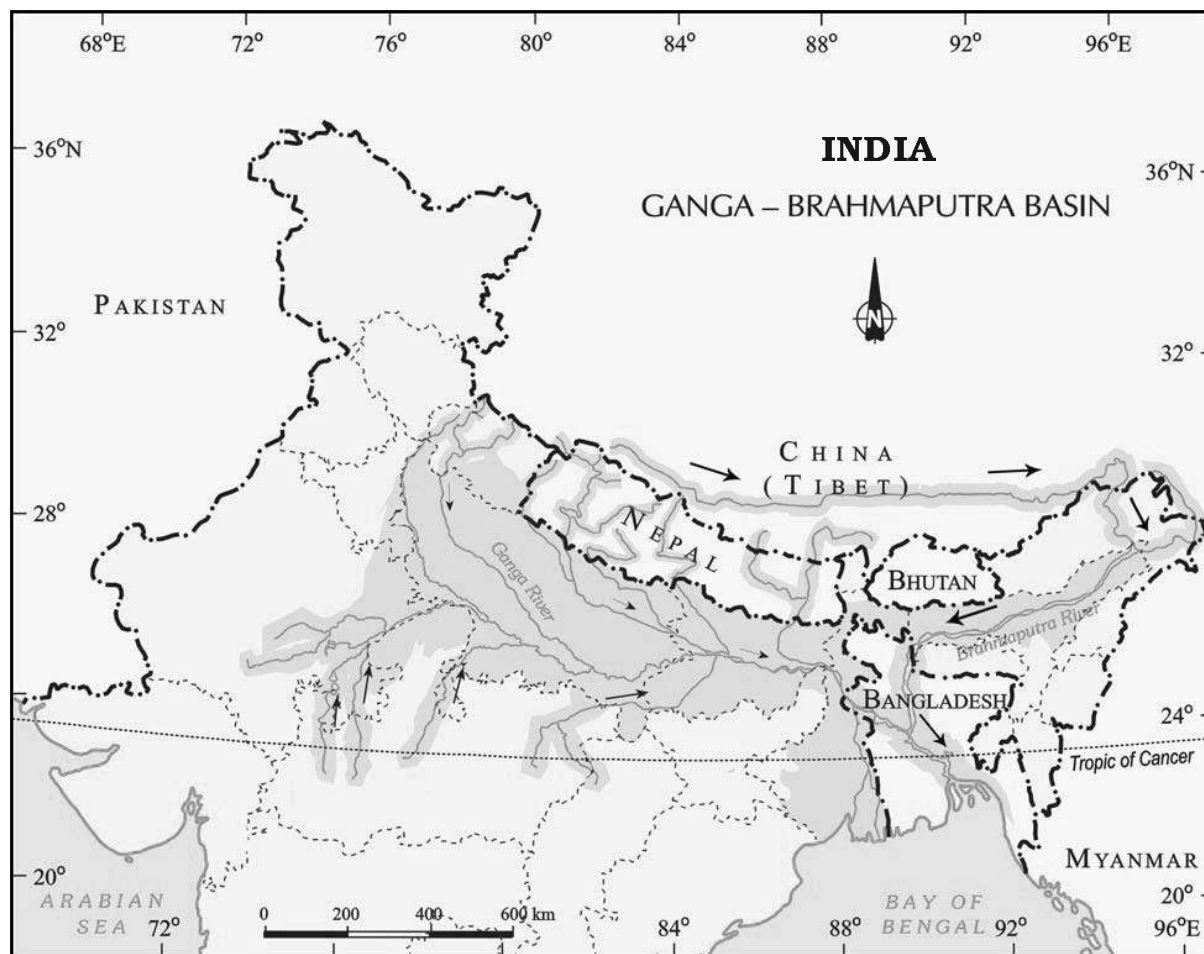 68°E 72° 76° 80° 84° 88° 92° 96°E
36°N
INDIA
36°N
GANGA – BRAHMAPUTRA BASIN
N
PAKISTAN
32°
32°
CHINA
(TIBET)
28°
NEPAL
Ganga River
BHUTAN
Brahmaputra River
BANGLADESH
24°
Tropic of Cancer
MYANMAR
20°
20°
ARABIAN
SEA
BAY OF
BENGAL
0 200 400 600 km
72° 84° 88° 92° 96°E